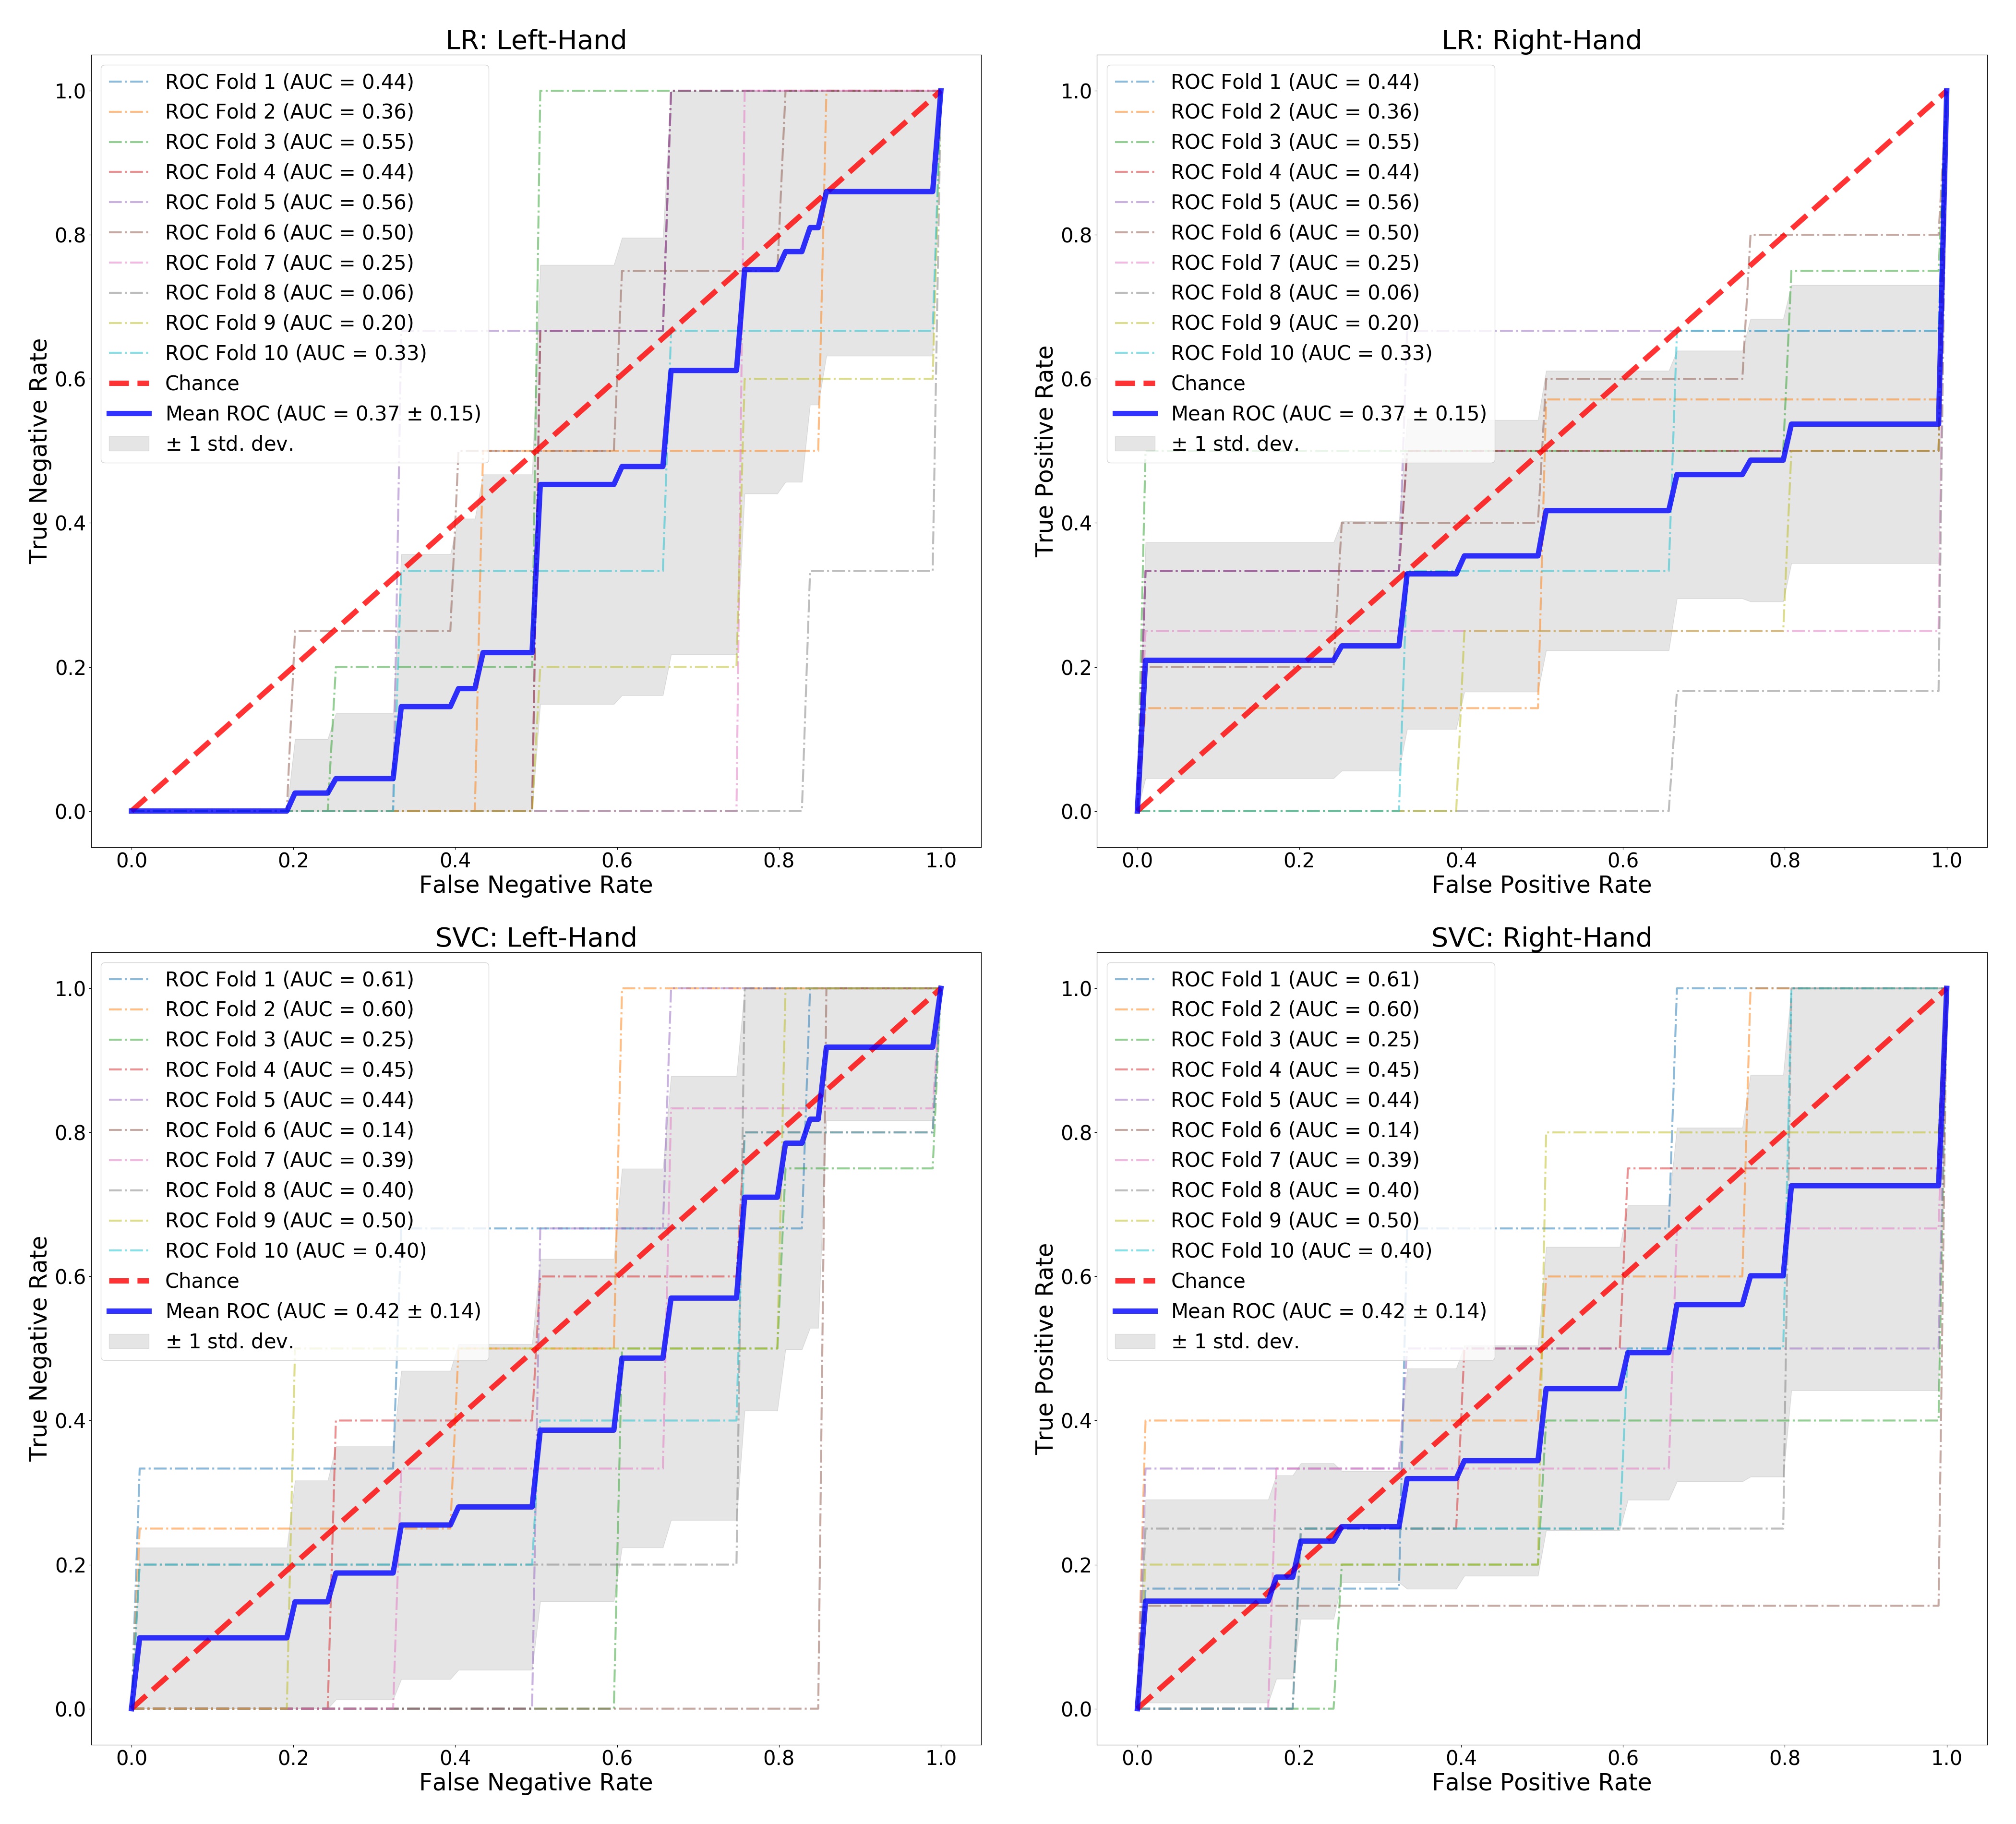 LR: Left-Hand
ROC Fold 1 (AUC = 0.44)
ROC Fold 2 (AUC = 0.36)
ROC Fold 3 (AUC = 0.55)
ROC Fold 4 (AUC = 0.44)
ROC Fold 5 (AUC = 0.56)
ROC Fold 6 (AUC = 0.50)
ROC Fold 7 (AUC = 0.25)
ROC Fold 8 (AUC = 0.06)
ROC Fold 9 (AUC = 0.20)
ROC Fold 10 (AUC = 0.33)
Chance
Mean ROC (AUC = 0.37 ± 0.15)
± 1 std. dev.
True Negative Rate
1.0
0.8
0.6
0.4
0.2
0.0
0.0 0.2 0.4 0.6 0.8 1.0
False Negative Rate
LR: Right-Hand
ROC Fold 1 (AUC = 0.44)
ROC Fold 2 (AUC = 0.36)
ROC Fold 3 (AUC = 0.55)
ROC Fold 4 (AUC = 0.44)
ROC Fold 5 (AUC = 0.56)
ROC Fold 6 (AUC = 0.50)
ROC Fold 7 (AUC = 0.25)
ROC Fold 8 (AUC = 0.06)
ROC Fold 9 (AUC = 0.20)
ROC Fold 10 (AUC = 0.33)
Chance
Mean ROC (AUC = 0.37 ± 0.15)
± 1 std. dev.
True Positive Rate
1.0
0.8
0.6
0.4
0.2
0.0
0.0 0.2 0.4 0.6 0.8 1.0
False Positive Rate
SVC: Left-Hand
ROC Fold 1 (AUC = 0.61)
ROC Fold 2 (AUC = 0.60)
ROC Fold 3 (AUC = 0.25)
ROC Fold 4 (AUC = 0.45)
ROC Fold 5 (AUC = 0.44)
ROC Fold 6 (AUC = 0.14)
ROC Fold 7 (AUC = 0.39)
ROC Fold 8 (AUC = 0.40)
ROC Fold 9 (AUC = 0.50)
ROC Fold 10 (AUC = 0.40)
Chance
Mean ROC (AUC = 0.42 ± 0.14)
± 1 std. dev.
True Negative Rate
1.0
0.8
0.6
0.4
0.2
0.0
0.0 0.2 0.4 0.6 0.8 1.0
False Negative Rate
SVC: Right-Hand
ROC Fold 1 (AUC = 0.61)
ROC Fold 2 (AUC = 0.60)
ROC Fold 3 (AUC = 0.25)
ROC Fold 4 (AUC = 0.45)
ROC Fold 5 (AUC = 0.44)
ROC Fold 6 (AUC = 0.14)
ROC Fold 7 (AUC = 0.39)
ROC Fold 8 (AUC = 0.40)
ROC Fold 9 (AUC = 0.50)
ROC Fold 10 (AUC = 0.40)
Chance
Mean ROC (AUC = 0.42 ± 0.14)
± 1 std. dev.
True Positive Rate
1.0
0.8
0.6
0.4
0.2
0.0
0.0 0.2 0.4 0.6 0.8 1.0
False Positive Rate